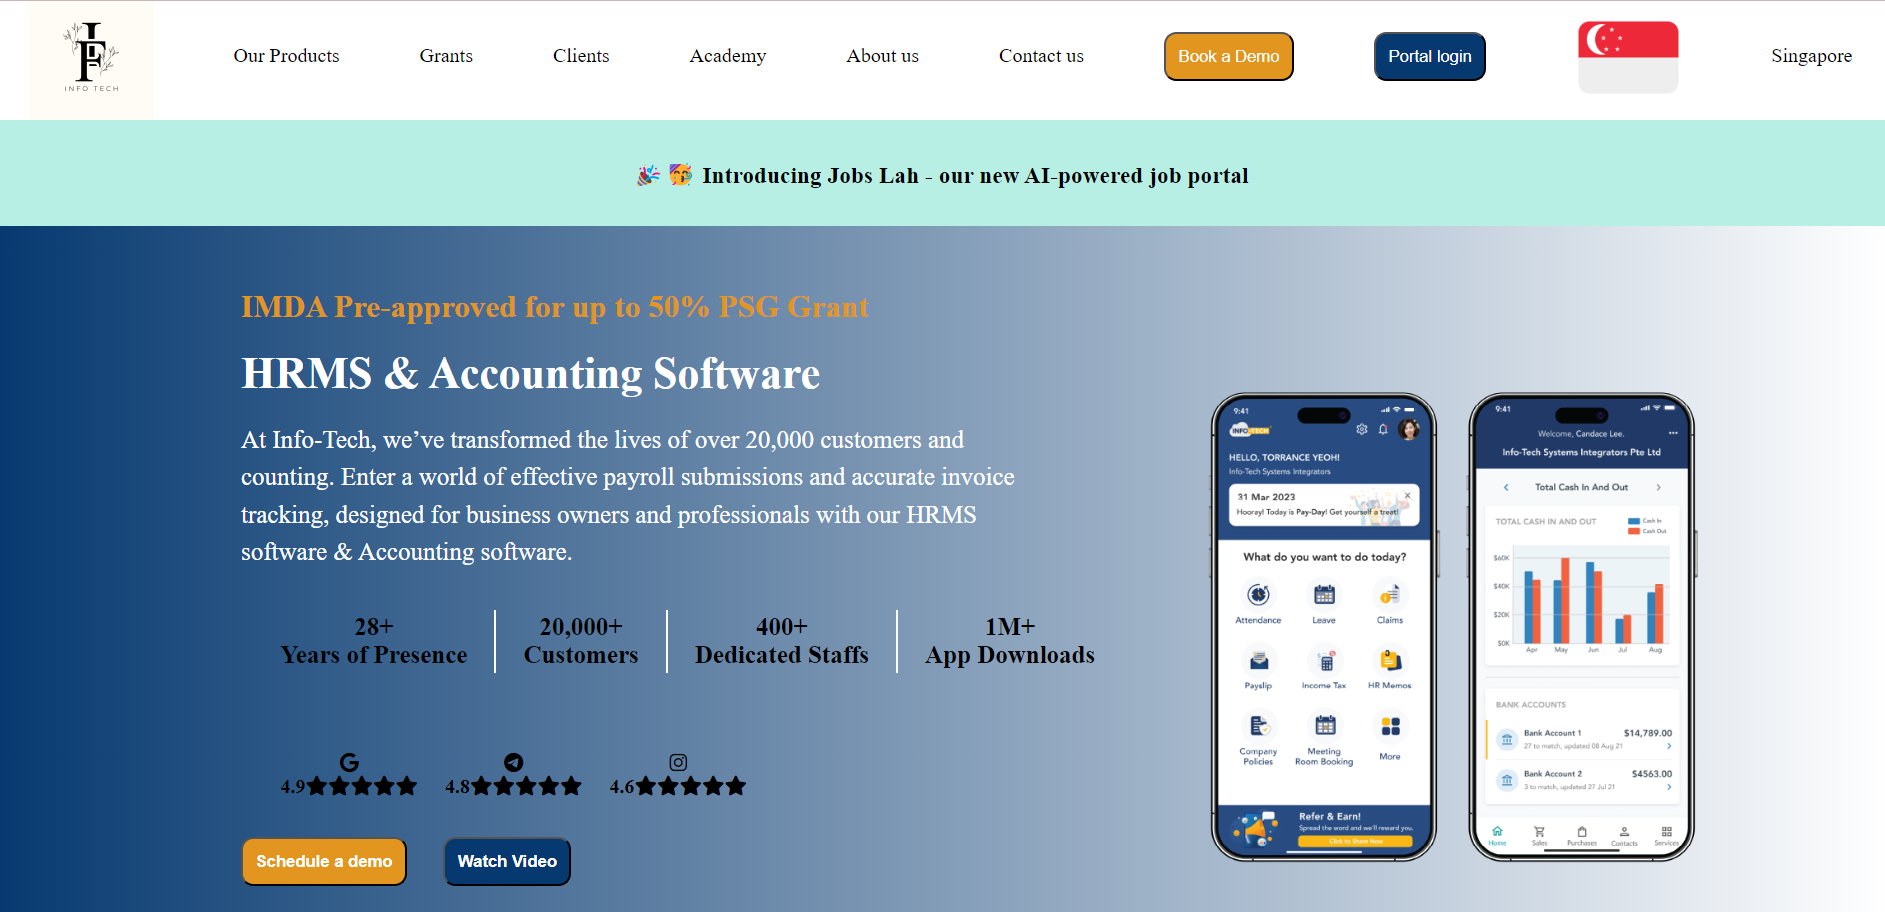 IF
INFO TECH
Our Products
Grants
Clients
Academy
About us
Contact us
Book a Demo
Portal login
Singapore
🎉 🥳 Introducing Jobs Lah - our new AI-powered job portal
IMDA Pre-approved for up to 50% PSG Grant
HRMS & Accounting Software
At Info-Tech, we’ve transformed the lives of over 20,000 customers and
counting. Enter a world of effective payroll submissions and accurate invoice
tracking, designed for business owners and professionals with our HRMS
software & Accounting software.
28+
Years of Presence
20,000+
Customers
400+
Dedicated Staffs
1M+
App Downloads
4.9
4.8
4.6
Schedule a demo
Watch Video
9:41
INFO-TECH
HELLO, TORRANCE YEOH!
Info-Tech Systems Integrators
31 Mar 2023
Hooray! Today is Pay-Day! Get yourself a treat!
What do you want to do today?
Attendance
Leave
Claims
Payslip
Income Tax
HR Memos
Company
Policies
Meeting
Room Booking
More
Refer & Earn!
Spread the word and we'll reward you.
Click to Share Now
9:41
Welcome, Candace Lee.
Info-Tech Systems Integrators Pte Ltd
Total Cash In And Out
TOTAL CASH IN AND OUT
Cash In
Cash Out
$60K
$40K
$20K
$0K
Apr
May
Jun
Jul
Aug
BANK ACCOUNTS
Bank Account 1
$14,789.00
27 to match, updated 08 Aug 21
Bank Account 2
$4563.00
3 to match, updated 27 Jul 21
Home
Sales
Purchases
Contacts
Services